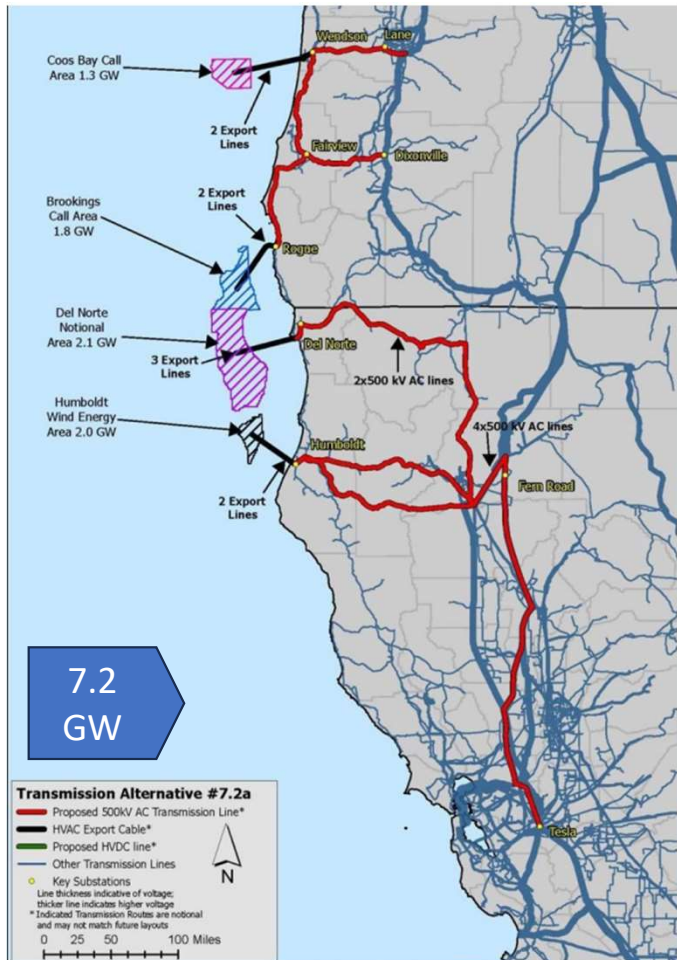 Wendson
Lane
Coos Bay Call
Area 1.3 GW
2 Export
Lines
Fairview
Dixonville
2 Export
Lines
Brookings
Call Area
1.8 GW
Rogue
Del Norte
Notional
Area 2.1 GW
3 Export
Lines
Del Norte
2x500 kV AC lines
Humboldt
Wind Energy
Area 2.0 GW
4x500 kV AC lines
Humboldt
Fern Road
2 Export
Lines
7.2
GW
Transmission Alternative #7.2a
Proposed 500kV AC Transmission Line*
HVAC Export Cable*
Proposed HVDC line*
Other Transmission Lines
Key Substations
Line thickness indicative of voltage;
thicker line indicates higher voltage
* Indicated Transmission Routes are notional
and may not match future layouts
N
0 25 50 100 Miles
Tesla